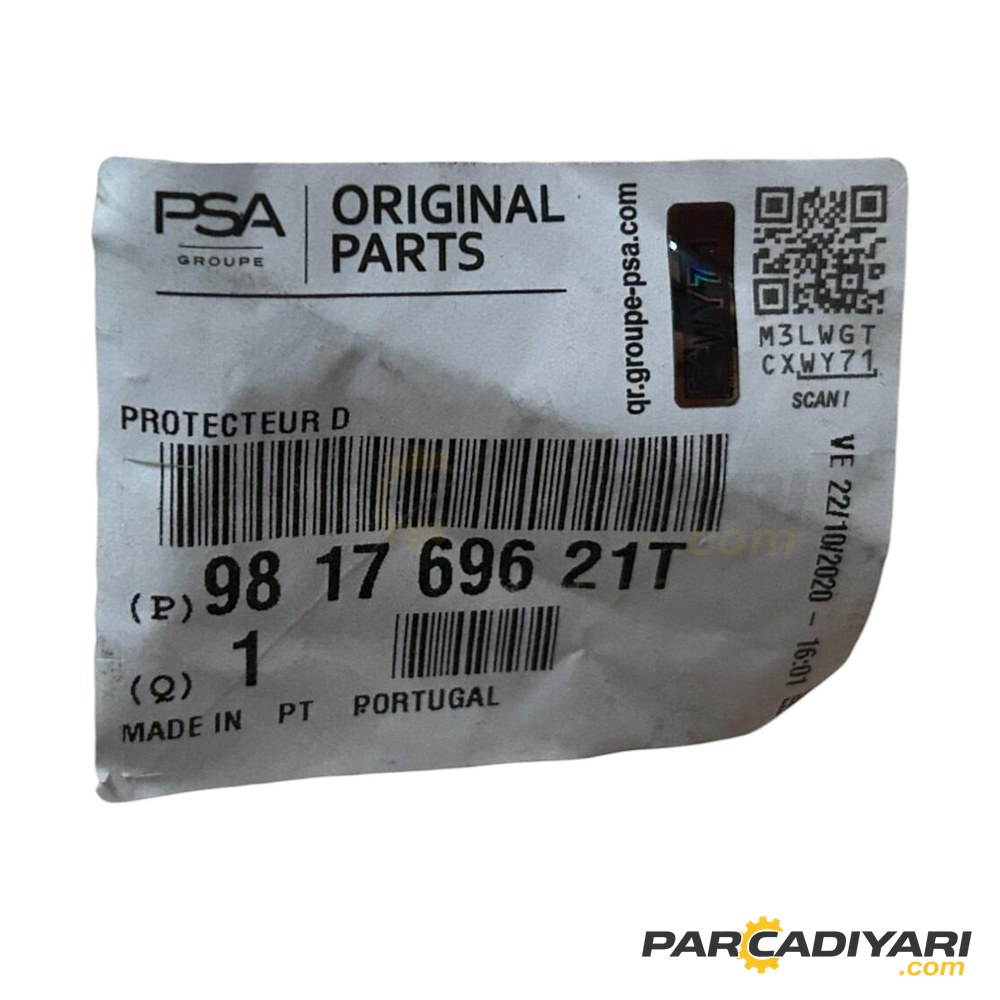 PSA
GROUPE
ORIGINAL
PARTS
qr.groupe-psa.com
WY71
M3LWGT
CXWY71
SCAN!
PROTECTEUR D
VE 22/10/2020 - 16:01
(P) 98 17 696 21T
(Q) 1
MADE IN PT PORTUGAL
PARCADIYARI
.com